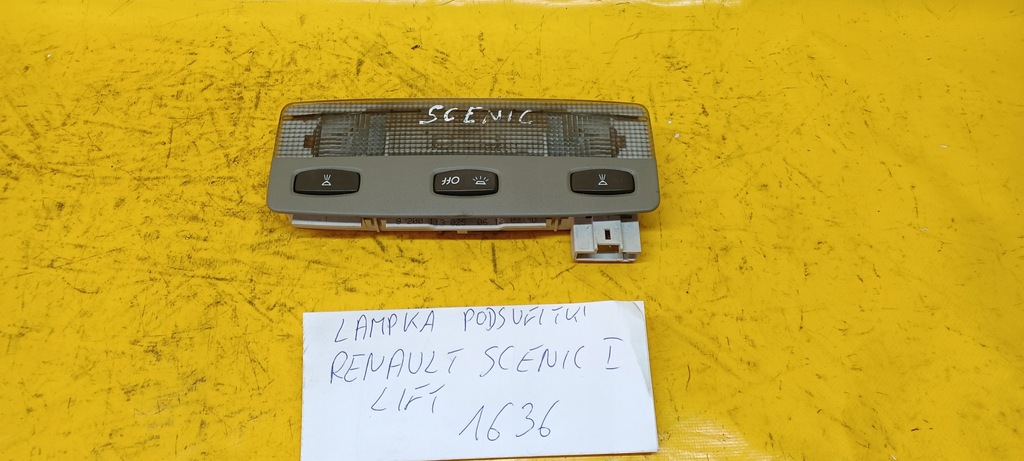 SCENIC
OFF
LAMPKA PODSUFITKI
RENAULT SCENIC I
LIFT
1636